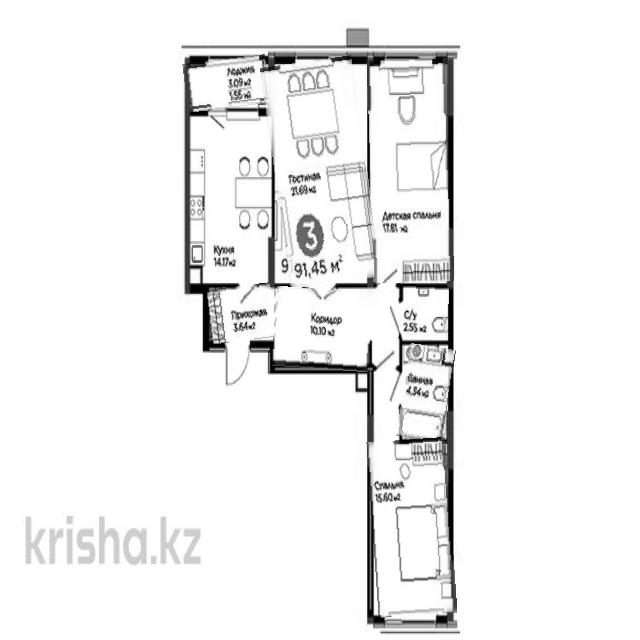 Лоджия
3.09 м2
1.55 м2
Гостиная
21.69 м2
Детская спальня
17.81 м2
Кухня
14.17 м2
3
9 91,45 м2
Прихожая
3.64 м2
Коридор
10.10 м2
С/у
2.55 м2
Ванная
4.34 м2
Спальня
15.60 м2
krisha.kz